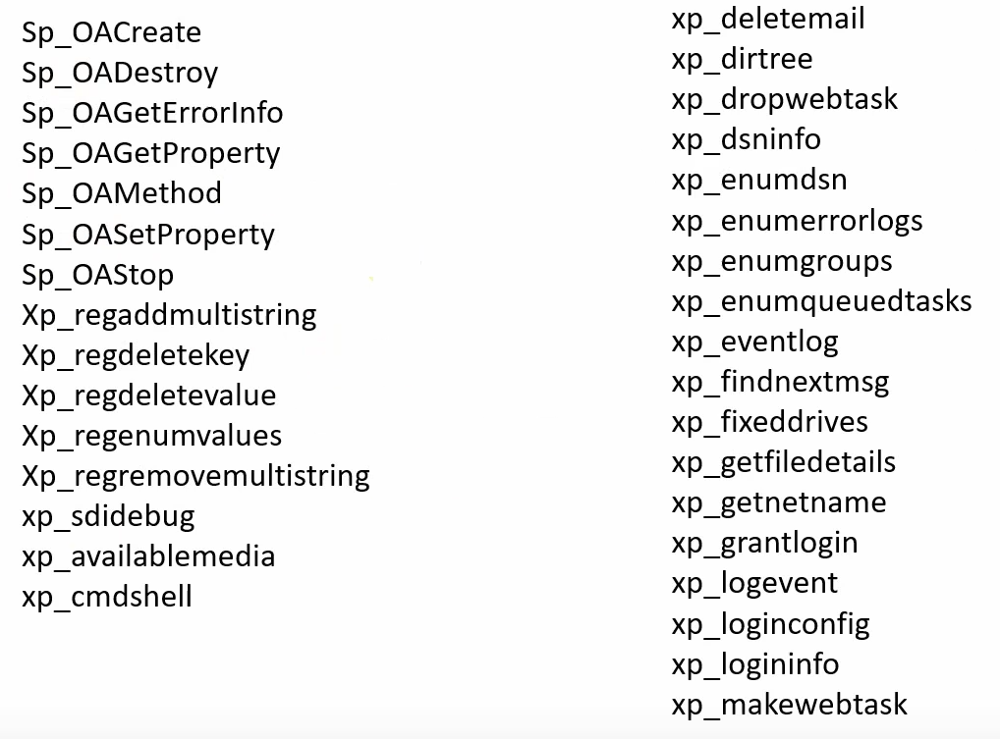 Sp_OACreate
Sp_OADestroy
Sp_OAGetErrorInfo
Sp_OAGetProperty
Sp_OAMethod
Sp_OASetProperty
Sp_OAStop
Xp_regaddmultistring
Xp_regdeletekey
Xp_regdeletevalue
Xp_regenumvalues
Xp_regremovemultistring
xp_sdidebug
xp_availablemedia
xp_cmdshell
xp_deletemail
xp_dirtree
xp_dropwebtask
xp_dsninfo
xp_enumdsn
xp_enumerrorlogs
xp_enumgroups
xp_enumqueuedtasks
xp_eventlog
xp_findnextmsg
xp_fixeddrives
xp_getfiledetails
xp_getnetname
xp_grantlogin
xp_logevent
xp_loginconfig
xp_logininfo
xp_makewebtask